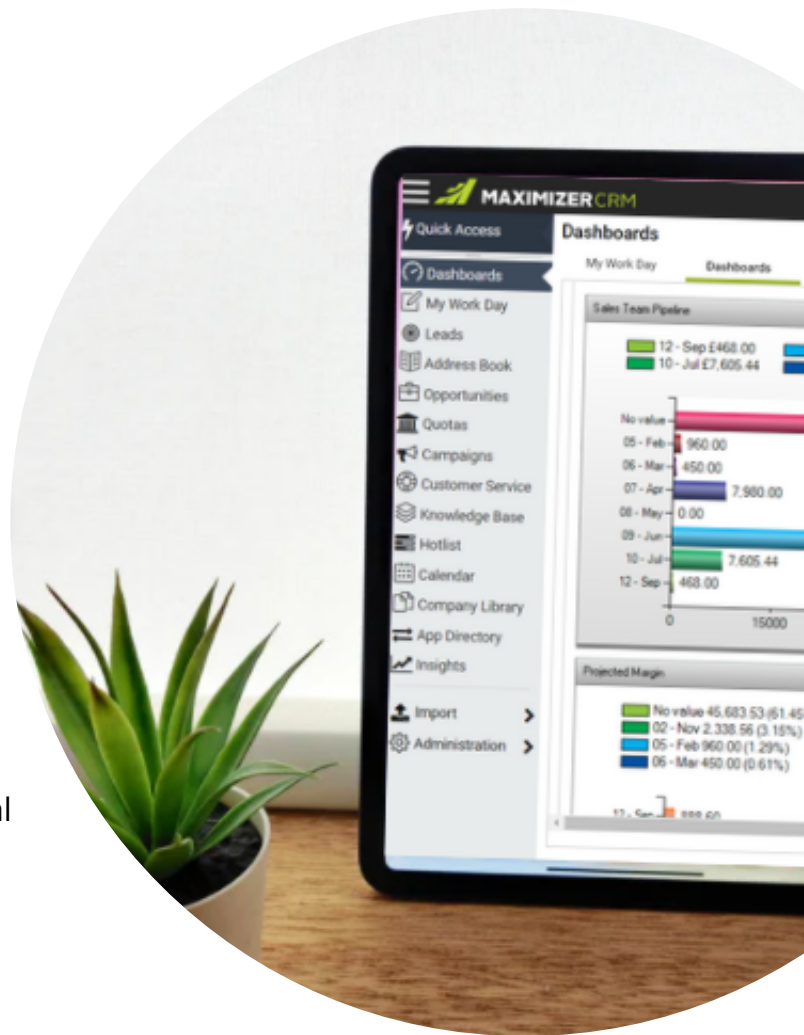 MAXIMIZER CRM
Quick Access
Dashboards
My Work Day
Leads
Address Book
Opportunities
Quotas
Campaigns
Customer Service
Knowledge Base
Hotlist
Calendar
Company Library
App Directory
Insights
Import
Administration
Dashboards
My Work Day Dashboards
Sales Team Pipeline
12 - Sep £468.00
10 - Jul £7,605.44
No value
05 - Feb 960.00
06 - Mar 450.00
07 - Apr 7,980.00
08 - May 0.00
09 - Jun
10 - Jul 7,605.44
12 - Sep 468.00
0 15000
Projected Margin
No value 45,683.53 (61.45
02 - Nov 2,338.56 (3.15%)
05 - Feb 960.00 (1.29%)
06 - Mar 450.00 (0.61%)
al